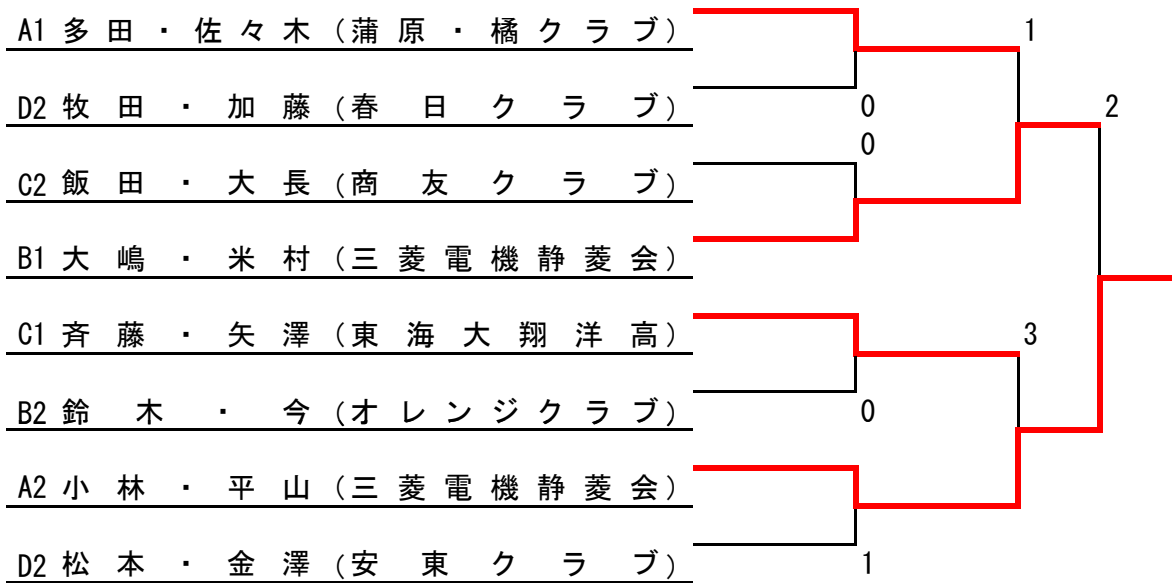 A1 多田・佐々木(蒲原・橘クラブ)
1
D2 牧田・加藤(春日クラブ)
0
2
0
C2 飯田・大長(商友クラブ)
B1 大嶋・米村(三菱電機静菱会)
C1 斉藤・矢澤(東海大翔洋高)
3
B2 鈴木・今(オレンジクラブ)
0
A2 小林・平山(三菱電機静菱会)
D2 松本・金澤(安東クラブ)
1